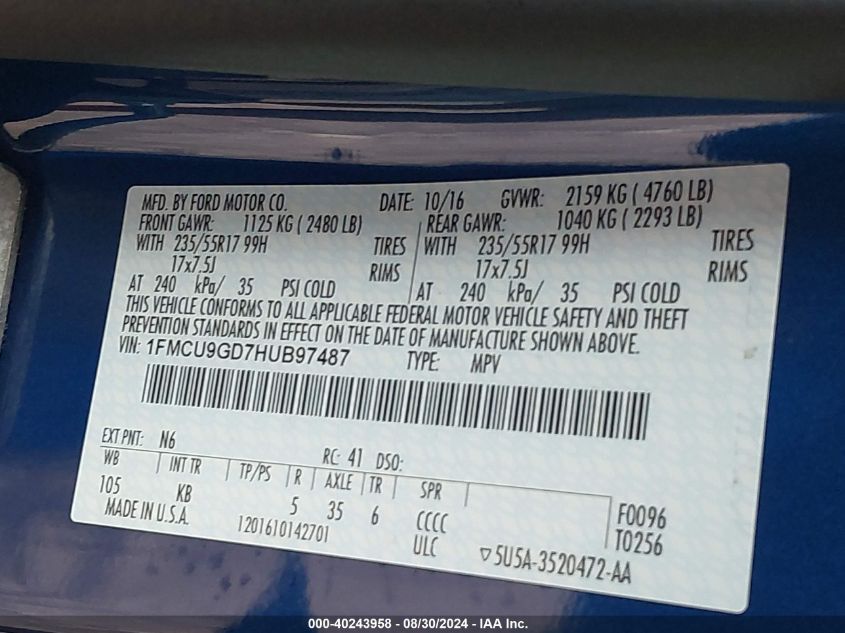 MFD. BY FORD MOTOR CO. DATE: 10/16 GVWR: 2159 KG ( 4760 LB)
FRONT GAWR: 1125 KG ( 2480 LB) REAR GAWR: 1040 KG ( 2293 LB)
WITH 235/55R17 99H TIRES WITH 235/55R17 99H TIRES
17x7.5J RIMS 17x7.5J RIMS
AT 240 kPa/ 35 PSI COLD AT 240 kPa/ 35 PSI COLD
THIS VEHICLE CONFORMS TO ALL APPLICABLE FEDERAL MOTOR VEHICLE SAFETY AND THEFT
PREVENTION STANDARDS IN EFFECT ON THE DATE OF MANUFACTURE SHOWN ABOVE.
VIN: 1FMCU9GD7HUB97487 TYPE: MPV
EXT PNT: N6 RC: 41 DSO:
WB INT TR TP/PS R AXLE TR SPR
105 KB 5 35 6 CCCC F0096
MADE IN U.S.A. 1201610142701 ULC T0256
▽5U5A-3520472-AA
000-40243958 - 08/30/2024 - IAA Inc.